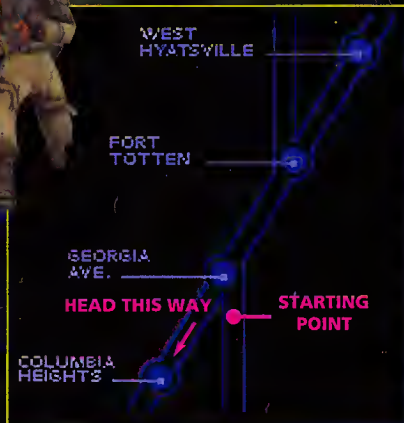 WEST
HYATSVILLE
FORT
TOTTEN
GEORGIA
AVE.
HEAD THIS WAY
STARTING
POINT
COLUMBIA
HEIGHTS